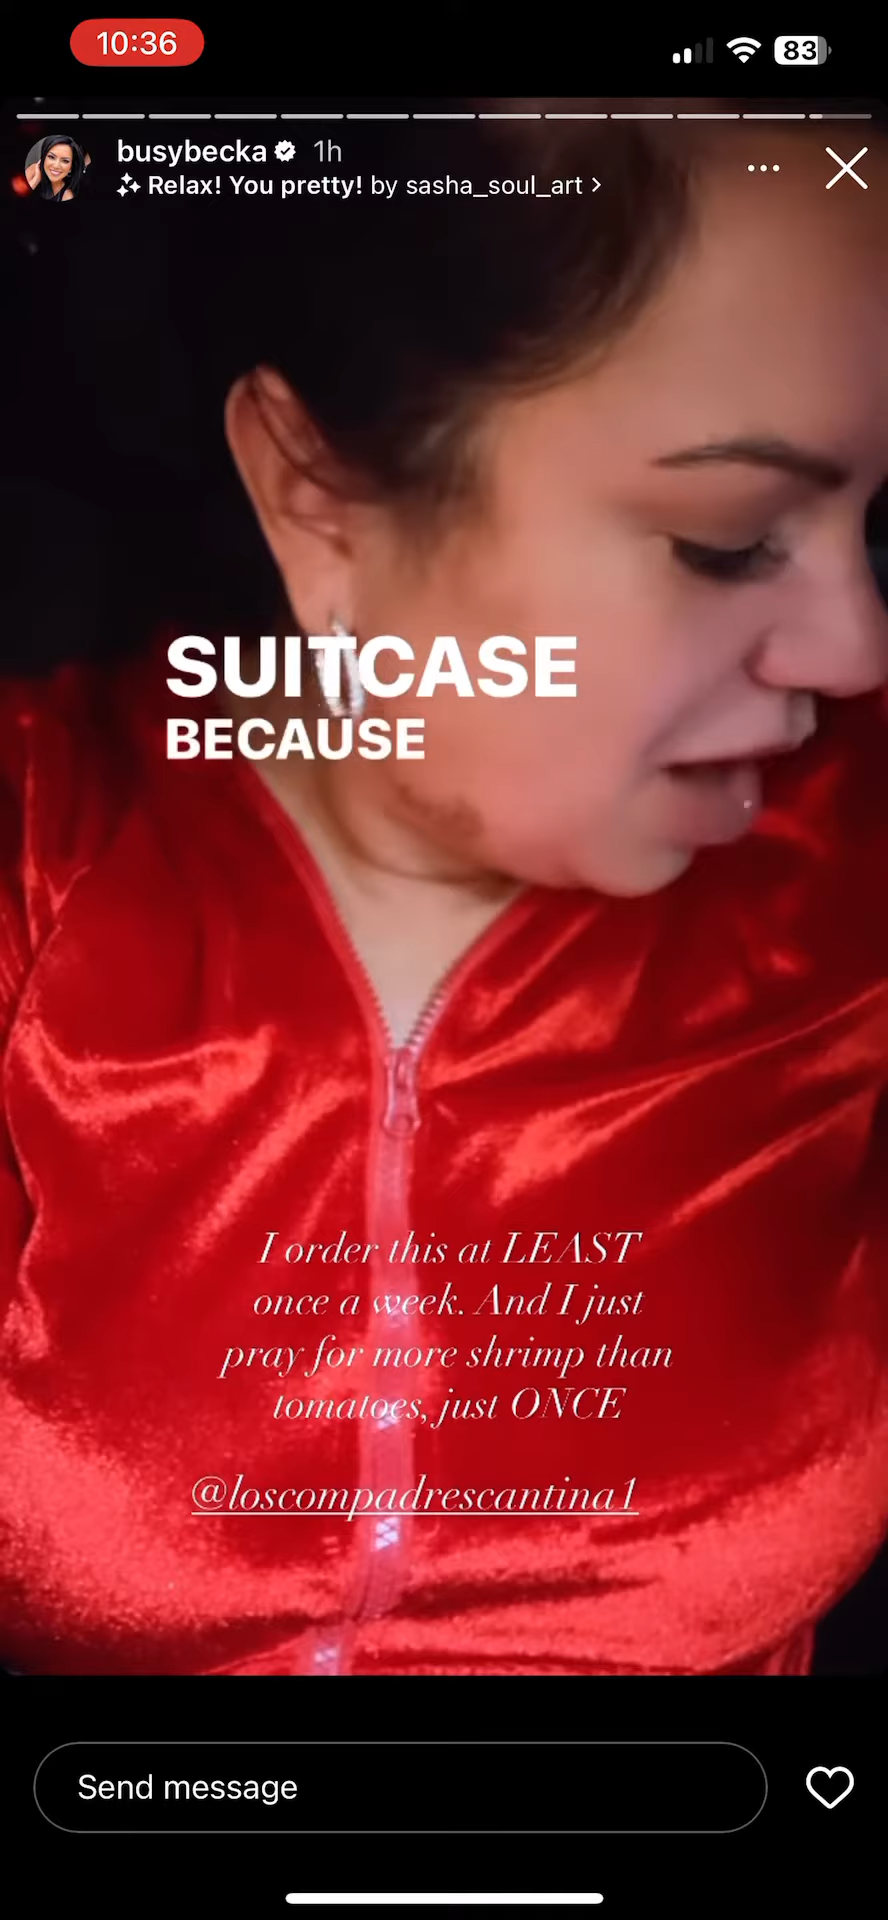 10:36
83
busybecka 1h
Relax! You pretty! by sasha_soul_art >
SUITCASE
BECAUSE
I order this at LEAST
once a week. And I just
pray for more shrimp than
tomatoes, just ONCE
@loscompadrescantina1
Send message